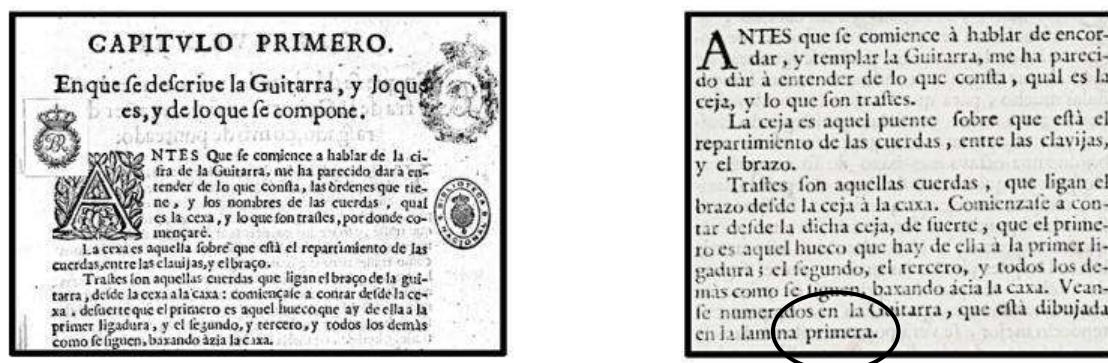 CAPITVLO PRIMERO.
En que ſe deſcriue la Guitarra, y lo que
es, y de lo que ſe compone.
ANTES Que ſe comience a hablar de la ci-
fra de la Guitarra, me ha parecido dar à en-
tender de lo que conſta, las òrdenes que tie-
ne, y los nombres de las cuerdas, qual
es la cexa, y lo que ſon traſtes, por donde co-
mençarè.
La cexa es aquella ſobre que eſtà el repartimiento de las
cuerdas, entre las clauijas, y el braço.
Traſtes ſon aquellas cuerdas que ligan el braço de la gui-
tarra, deſde la cexa a la caxa: comiençaſe a contar deſde la ce-
xa, deſuerte que el primero es aquel hueco que ay de ella a la
primer ligadura, y el ſegundo, y tercero, y todos los demàs
como ſe ſiguen, baxando àzia la caxa.
BIBLIOTECA NACIONAL
ANTES que ſe comience à hablar de encor-
dar, y templar la Guitarra, me ha pareci-
do dàr à entender de lo que conſta, qual es la
ceja, y lo que ſon traſtes.
La ceja es aquel puente ſobre que eſtà el
repartimiento de las cuerdas, entre las clavijas,
y el brazo.
Traſtes ſon aquellas cuerdas, que ligan el
brazo deſde la ceja à la caxa. Comienzaſe a con-
tar deſde la dicha ceja, de ſuerte, que el prime-
ro es aquel hueco que hay de ella à la primer li-
gadura; el ſegundo, el tercero, y todos los de-
màs como ſe ſiguen, baxando ácia la caxa. Vean-
ſe numerados en la Guitarra, que eſtà dibujada
en la lamina primera.